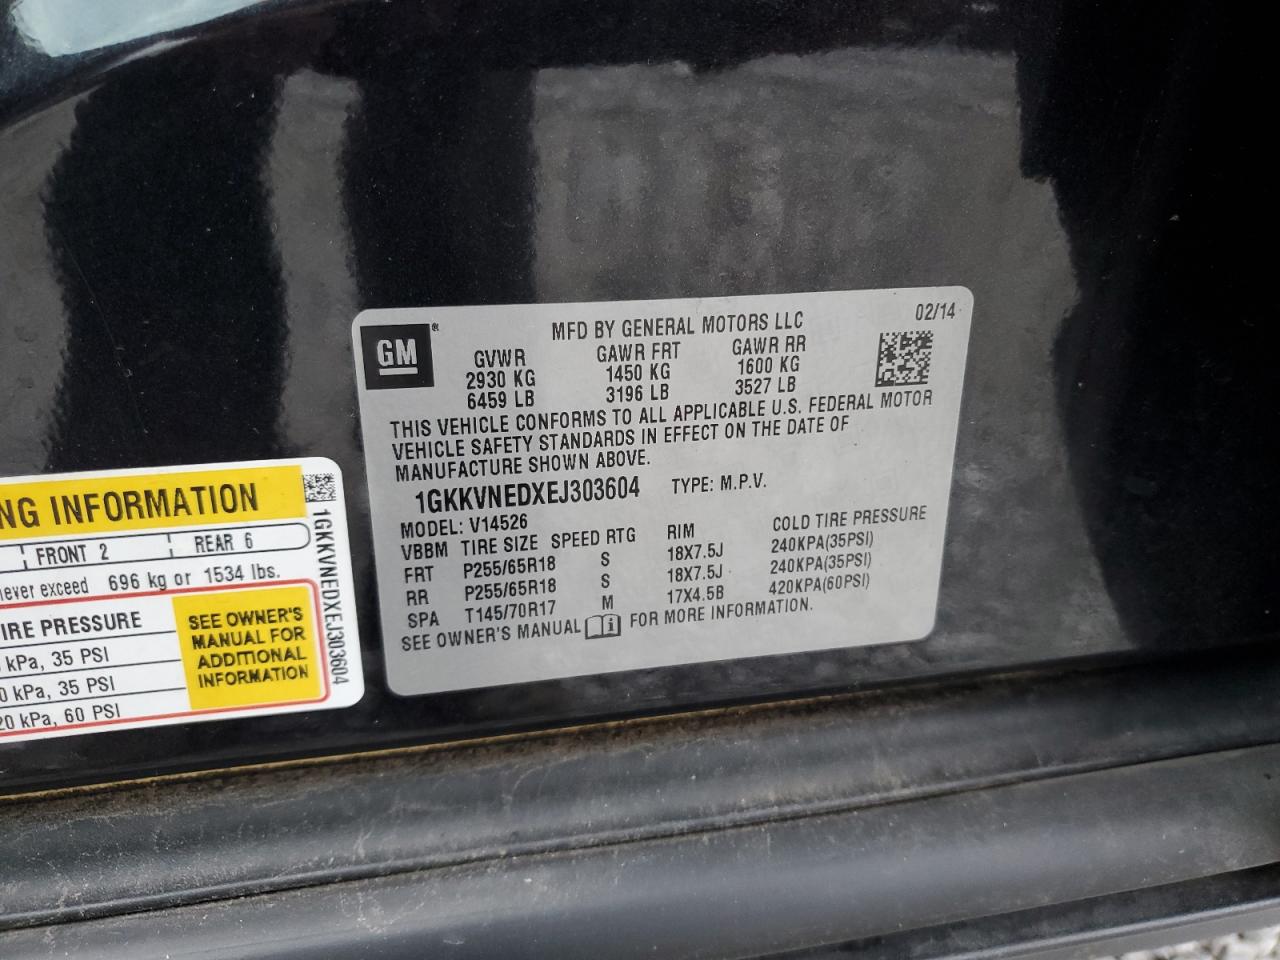 GM ®
MFD BY GENERAL MOTORS LLC
02/14
GVWR GAWR FRT GAWR RR
2930 KG 1450 KG 1600 KG
6459 LB 3196 LB 3527 LB
THIS VEHICLE CONFORMS TO ALL APPLICABLE U.S. FEDERAL MOTOR
VEHICLE SAFETY STANDARDS IN EFFECT ON THE DATE OF
MANUFACTURE SHOWN ABOVE.
1GKKVNEDXEJ303604 TYPE: M.P.V.
MODEL: V14526
VBBM TIRE SIZE SPEED RTG RIM COLD TIRE PRESSURE
FRT P255/65R18 S 18X7.5J 240KPA(35PSI)
RR P255/65R18 S 18X7.5J 240KPA(35PSI)
SPA T145/70R17 M 17X4.5B 420KPA(60PSI)
SEE OWNER'S MANUAL FOR MORE INFORMATION.
NG INFORMATION
FRONT 2 REAR 6
never exceed 696 kg or 1534 lbs.
IRE PRESSURE
kPa, 35 PSI
0 kPa, 35 PSI
20 kPa, 60 PSI
SEE OWNER'S
MANUAL FOR
ADDITIONAL
INFORMATION
1GKKVNEDXEJ303604